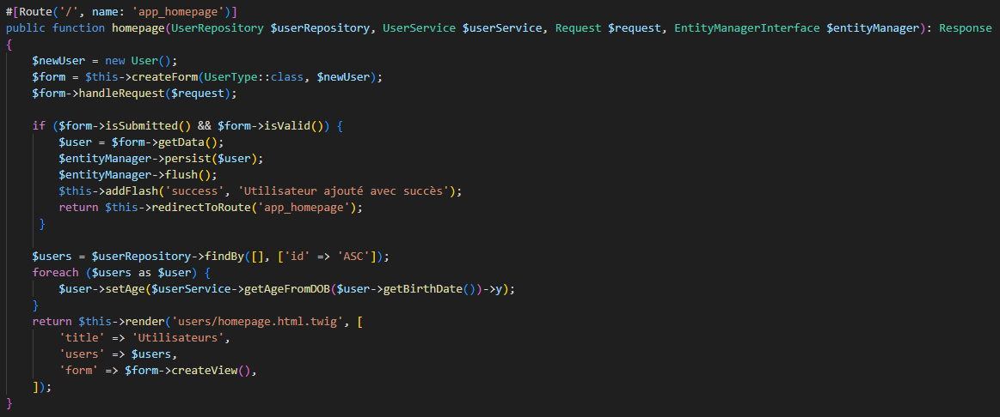 #[Route('/', name: 'app_homepage')]
public function homepage(UserRepository $userRepository, UserService $userService, Request $request, EntityManagerInterface $entityManager): Response
{
    $newUser = new User();
    $form = $this->createForm(UserType::class, $newUser);
    $form->handleRequest($request);

    if ($form->isSubmitted() && $form->isValid()) {
        $user = $form->getData();
        $entityManager->persist($user);
        $entityManager->flush();
        $this->addFlash('success', 'Utilisateur ajouté avec succès');
        return $this->redirectToRoute('app_homepage');
     }

    $users = $userRepository->findBy([], ['id' => 'ASC']);
    foreach ($users as $user) {
        $user->setAge($userService->getAgeFromDOB($user->getBirthDate())->y);
    }
    return $this->render('users/homepage.html.twig', [
        'title' => 'Utilisateurs',
        'users' => $users,
        'form' => $form->createView(),
    ]);
}